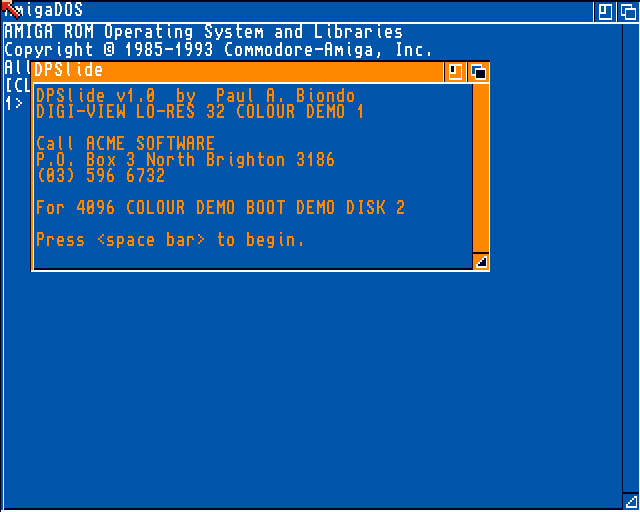 AmigaDOS
AMIGA ROM Operating System and Libraries
Copyright © 1985-1993 Commodore-Amiga, Inc.
All
[CL
1>
DPSlide
DPSlide v1.0  by  Paul A. Biondo
DIGI-VIEW LO-RES 32 COLOUR DEMO 1
Call ACME SOFTWARE
P.O. Box 3 North Brighton 3186
(03) 596 6732
For 4096 COLOUR DEMO BOOT DEMO DISK 2
Press <space bar> to begin.